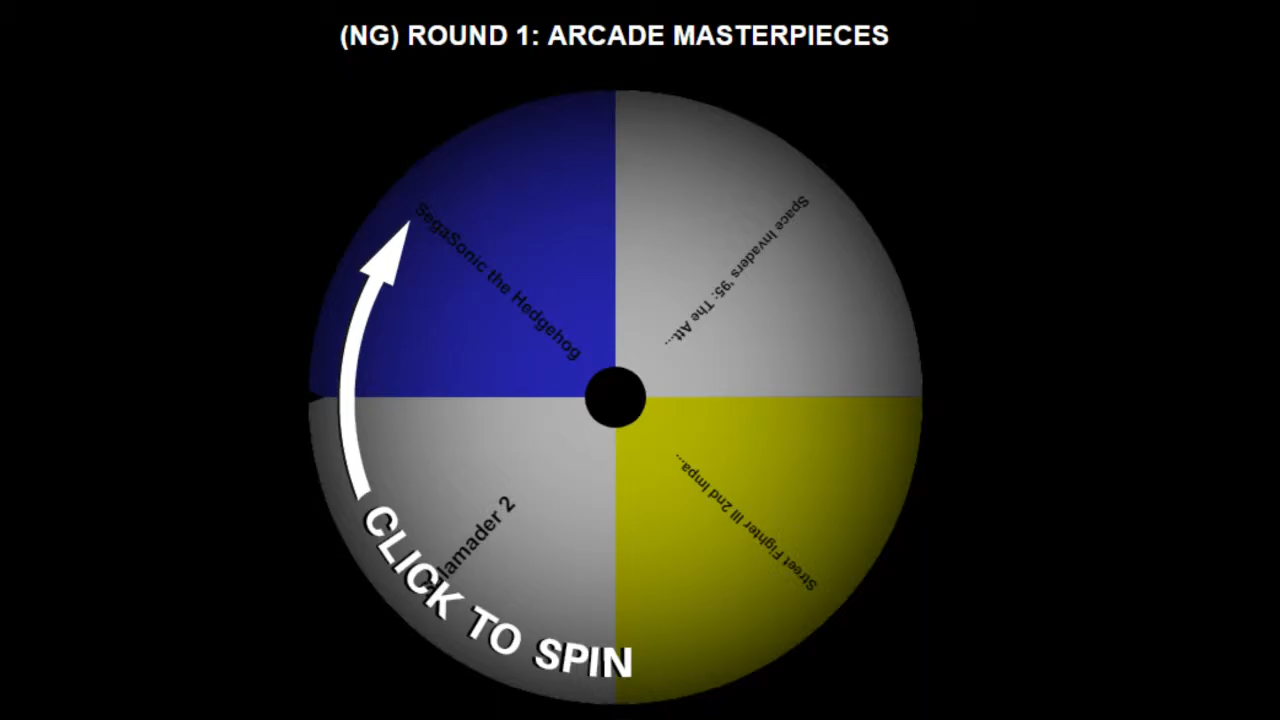 (NG) ROUND 1: ARCADE MASTERPIECES
SegaSonic the Hedgehog
Space Invaders '95: The Att...
Street Fighter III 2nd Impa...
2
CLICK TO SPIN